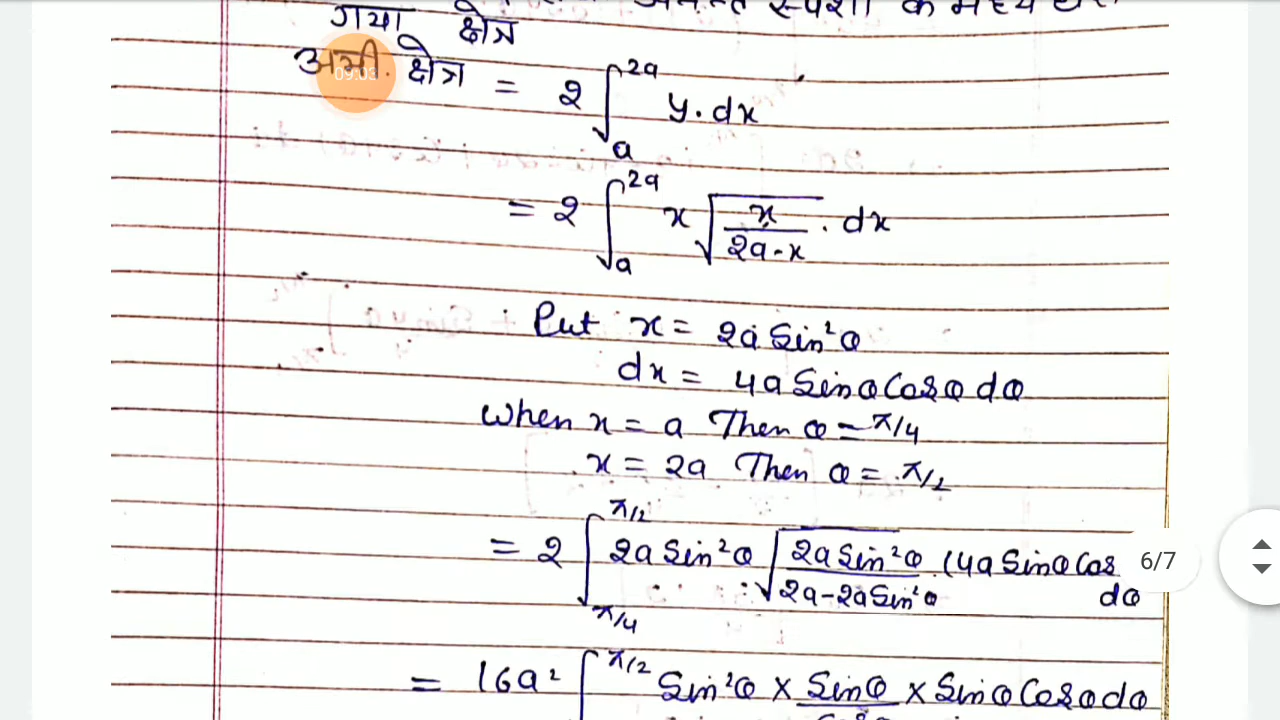 स्पर्शी के मध्य
गया क्षेत्र
अभी. क्षेत्र = 2 ∫_a^{2a} y. dx
09:03
= 2 ∫_a^{2a} x √(x/(2a-x)) . dx
Put x = 2a Sin²θ
dx = 4a Sinθ Cosθ dθ
When x = a Then θ = π/4
x = 2a Then θ = π/2
= 2 ∫_{π/4}^{π/2} 2a Sin²θ √(2a Sin²θ/(2a-2a Sin²θ)) . (4a Sinθ Cos
dθ
6/7
= 16a² ∫^{π/2} Sin²θ × Sinθ × Sinθ Cosθ dθ